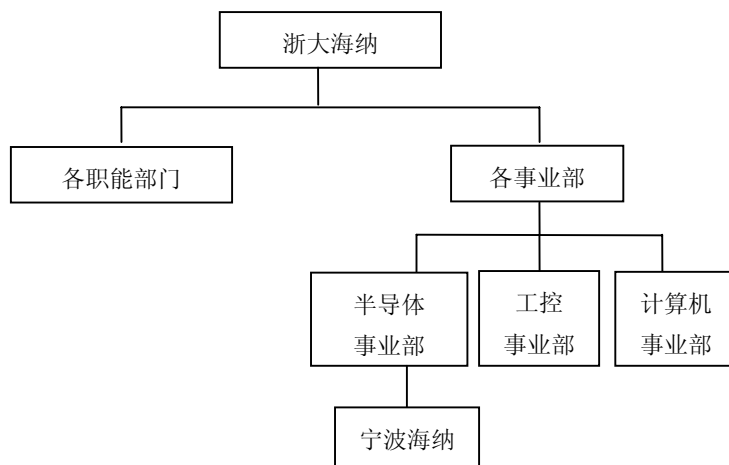 浙大海纳
各职能部门
各事业部
半导体
事业部
工控
事业部
计算机
事业部
宁波海纳